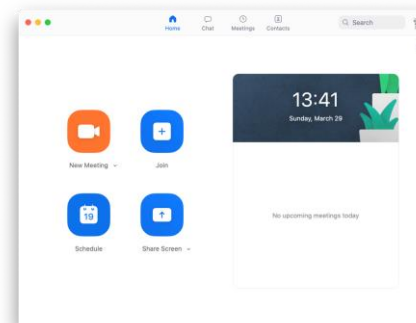 Home Chat Meetings Contacts Search
13:41
Sunday, March 29
New Meeting Join
No upcoming meetings today
19
Schedule Share Screen